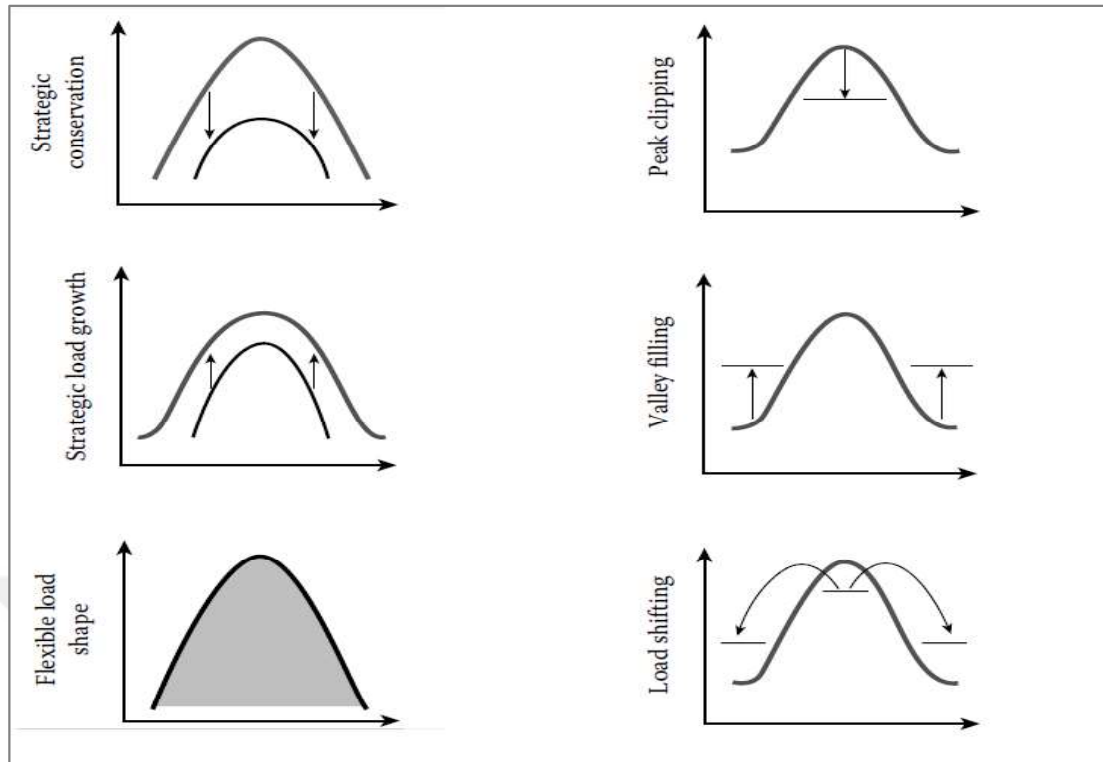 Strategic
conservation
Peak clipping
Strategic load growth
Valley filling
Flexible load
shape
Load shifting